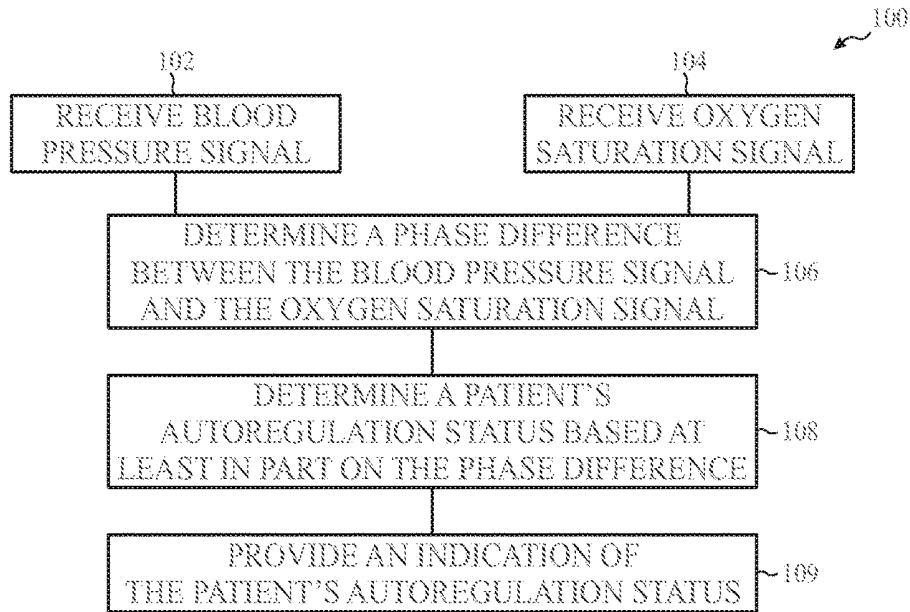 100
102
104
RECEIVE BLOOD
PRESSURE SIGNAL
RECEIVE OXYGEN
SATURATION SIGNAL
DETERMINE A PHASE DIFFERENCE
BETWEEN THE BLOOD PRESSURE SIGNAL
AND THE OXYGEN SATURATION SIGNAL
106
DETERMINE A PATIENT'S
AUTOREGULATION STATUS BASED AT
LEAST IN PART ON THE PHASE DIFFERENCE
108
PROVIDE AN INDICATION OF
THE PATIENT'S AUTOREGULATION STATUS
109